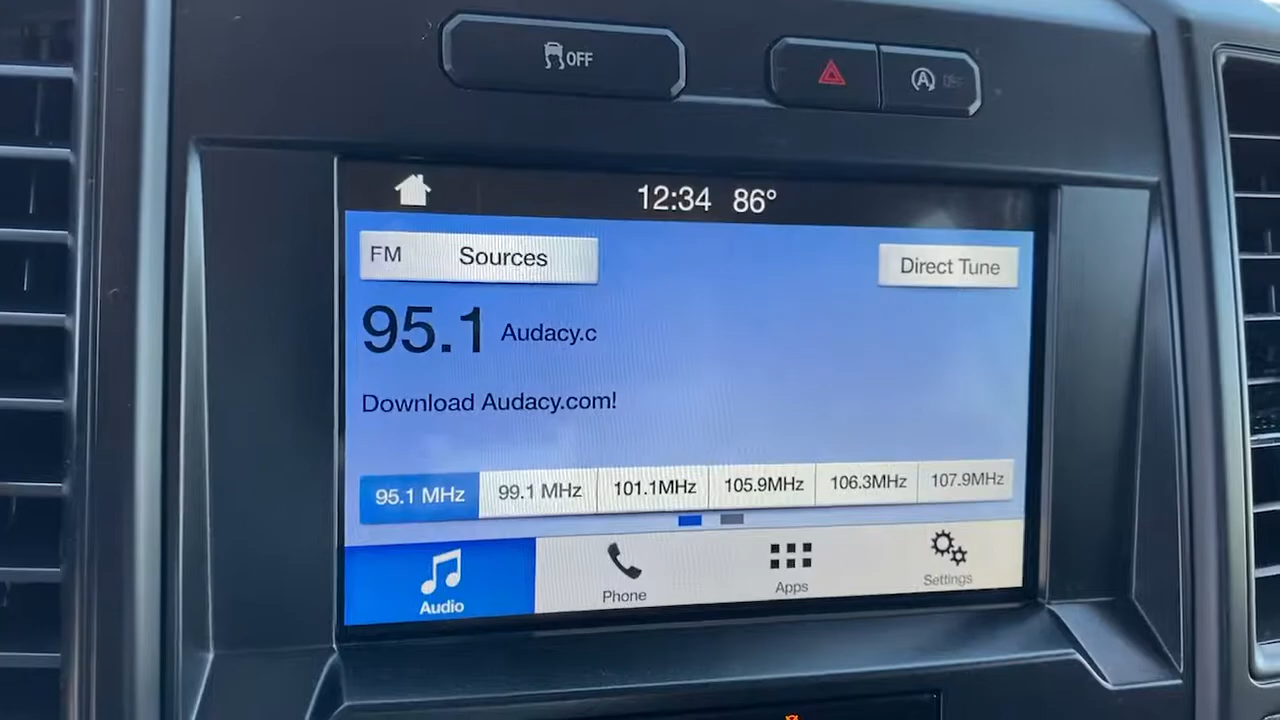 OFF
A
12:34 86°
FM Sources
Direct Tune
95.1 Audacy.c
Download Audacy.com!
95.1 MHz 99.1 MHz 101.1MHz 105.9MHz 106.3MHz 107.9MHz
Audio Phone Apps Settings